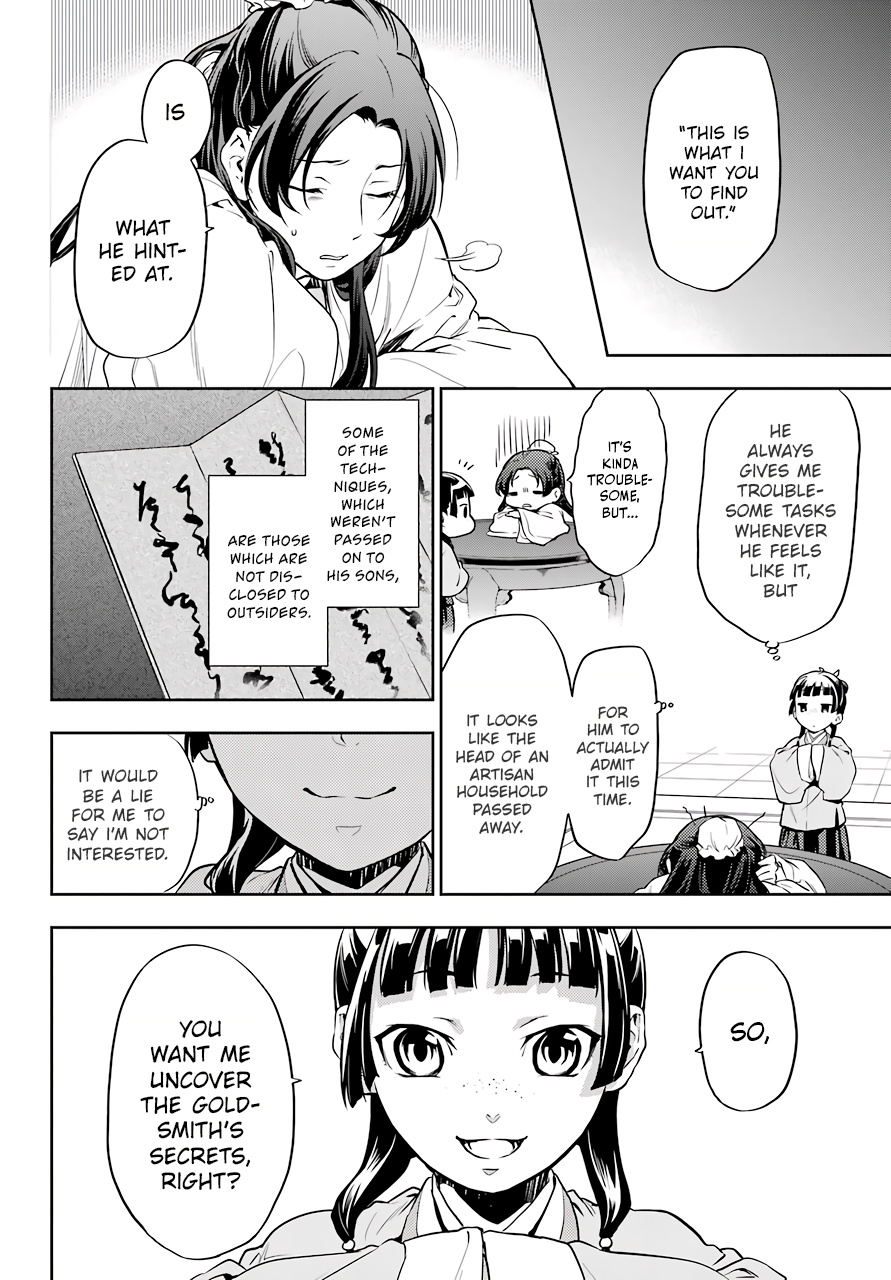 "THIS IS
WHAT I
WANT YOU
TO FIND
OUT."
IS
WHAT
HE HINT-
ED AT.
HE
ALWAYS
GIVES ME
TROUBLE-
SOME TASKS
WHENEVER
HE FEELS
LIKE IT,
BUT
IT'S
KINDA
TROUBLE-
SOME,
BUT...
FOR
HIM TO
ACTUALLY
ADMIT
IT THIS
TIME.
IT LOOKS
LIKE THE
HEAD OF AN
ARTISAN
HOUSEHOLD
PASSED
AWAY.
SOME
OF THE
TECH-
NIQUES,
WHICH
WEREN'T
PASSED
ON TO
HIS SONS,
ARE THOSE
WHICH ARE
NOT DIS-
CLOSED TO
OUTSIDERS.
IT WOULD
BE A LIE
FOR ME TO
SAY I'M NOT
INTERESTED.
SO,
YOU
WANT ME
UNCOVER
THE GOLD-
SMITH'S
SECRETS,
RIGHT?